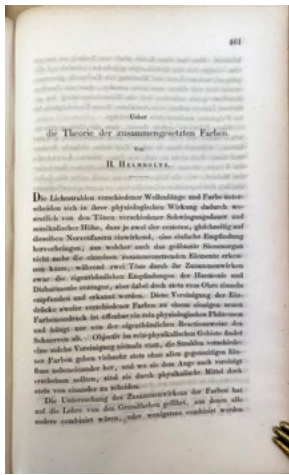 461
Ueber
die Theorie der zusammengesetzten Farben.
Von
H. HELMHOLTZ.
Die Lichtstrahlen verschiedener Wellenlänge und Farbe unter-
scheiden sich in ihrer physiologischen Wirkung dadurch we-
sentlich von den Tönen verschiedener Schwingungsdauer und
musikalischer Höhe, dass je zwei der ersteren, gleichzeitig auf
dieselben Nervenfasern einwirkend, eine einfache Empfindung
hervorbringen, aus welcher auch das geübteste Sinnesorgan
nicht mehr die einzelnen zusammensetzenden Elemente erken-
nen kann, während zwei Töne durch ihr Zusammenwirken
zwar die eigenthümlichen Empfindungen der Harmonie und
Disharmonie erzeugen, aber dabei doch stets vom Ohre einzeln
empfunden und erkannt werden. Diese Vereinigung der Ein-
drücke zweier verschiedener Farben zu einem einzigen neuen
Farbeneindruck ist offenbar ein rein physiologisches Phänomen
und hängt nur von der eigenthümlichen Reactionsweise des
Sehnerven ab. Objectiv im rein-physikalischen Gebiete findet
eine solche Vereinigung niemals statt, die Strahlen verschiede-
ner Farben gehen vielmehr stets ohne allen gegenseitigen Ein-
fluss nebeneinander her, und wo sie dem Auge auch vereinigt
erscheinen sollten, sind sie durch physikalische Mittel doch
stets von einander zu scheiden.
Die Untersuchung des Zusammenwirkens der Farben hat
auf die Lehre von den Grundfarben geführt, aus denen alle
andere combinirt wären, oder wenigstens combinirt werden